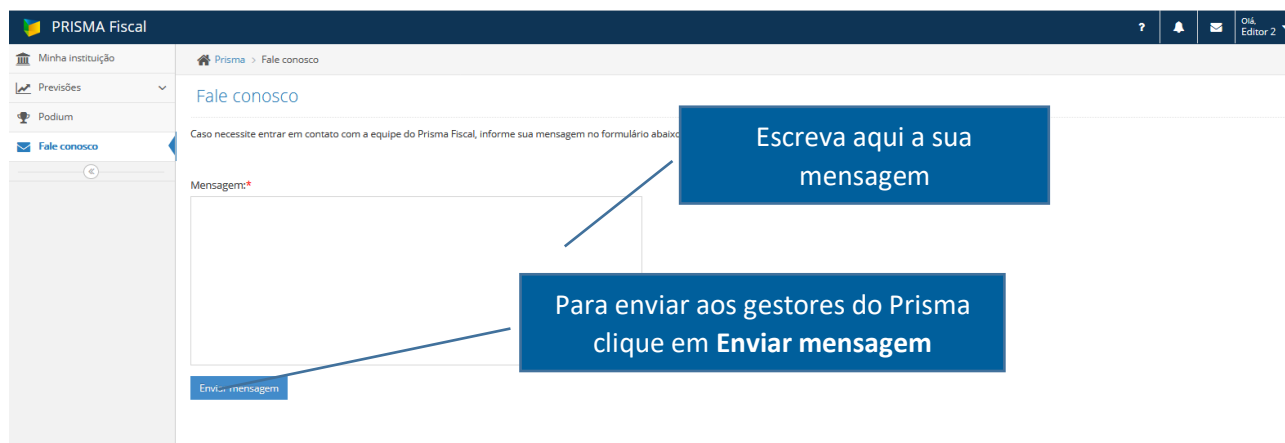 PRISMA Fiscal
?
Olá,
Editor 2
Minha instituição
Prisma > Fale conosco
Previsões
Fale conosco
Podium
Caso necessite entrar em contato com a equipe do Prisma Fiscal, informe sua mensagem no formulário abaixo
Escreva aqui a sua
mensagem
Fale conosco
Mensagem:*
Para enviar aos gestores do Prisma
clique em Enviar mensagem
Enviar mensagem